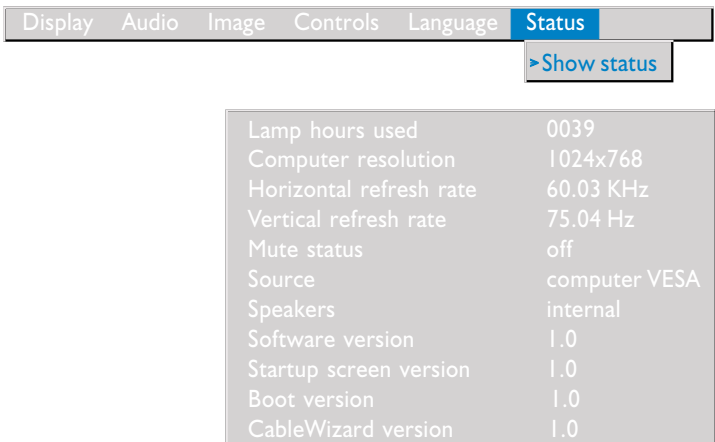 Display Audio Image Controls Language Status
➤Show status
Lamp hours used 0039
Computer resolution 1024x768
Horizontal refresh rate 60.03 KHz
Vertical refresh rate 75.04 Hz
Mute status off
Source computer VESA
Speakers internal
Software version 1.0
Startup screen version 1.0
Boot version 1.0
CableWizard version 1.0